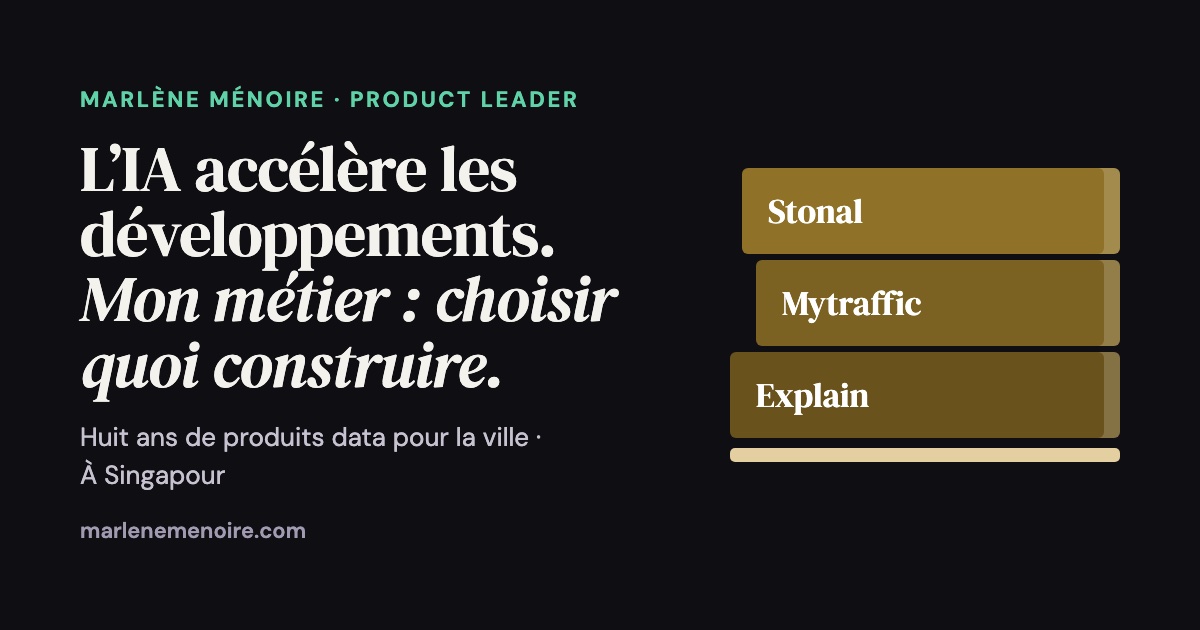 MARLÈNE MÉNOIRE · PRODUCT LEADER
L’IA accélère les
développements.
Mon métier : choisir
quoi construire.
Huit ans de produits data pour la ville ·
À Singapour
marlenemenoire.com
Stonal
Mytraffic
Explain